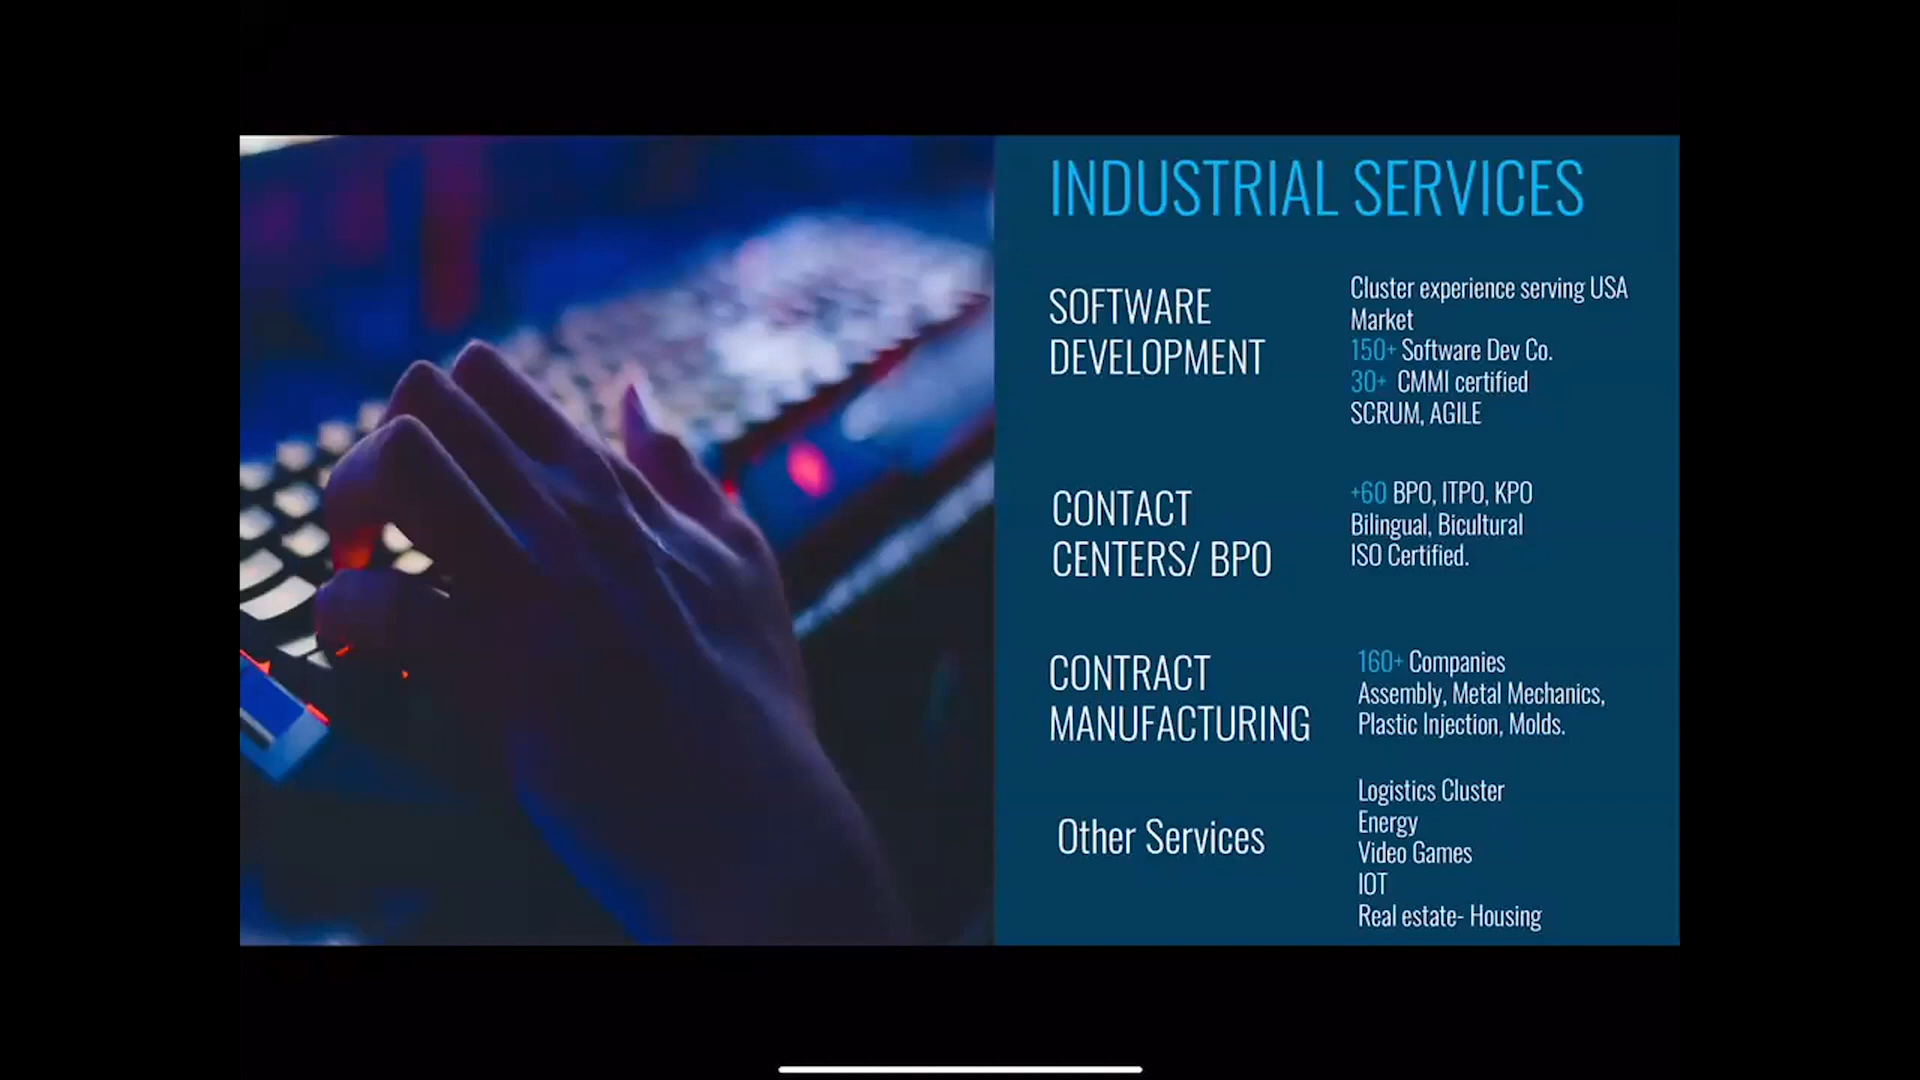 INDUSTRIAL SERVICES
SOFTWARE
DEVELOPMENT
Cluster experience serving USA
Market
150+ Software Dev Co.
30+ CMMI certified
SCRUM, AGILE
CONTACT
CENTERS/ BPO
+60 BPO, ITPO, KPO
Bilingual, Bicultural
ISO Certified.
CONTRACT
MANUFACTURING
160+ Companies
Assembly, Metal Mechanics,
Plastic Injection, Molds.
Other Services
Logistics Cluster
Energy
Video Games
IOT
Real estate- Housing